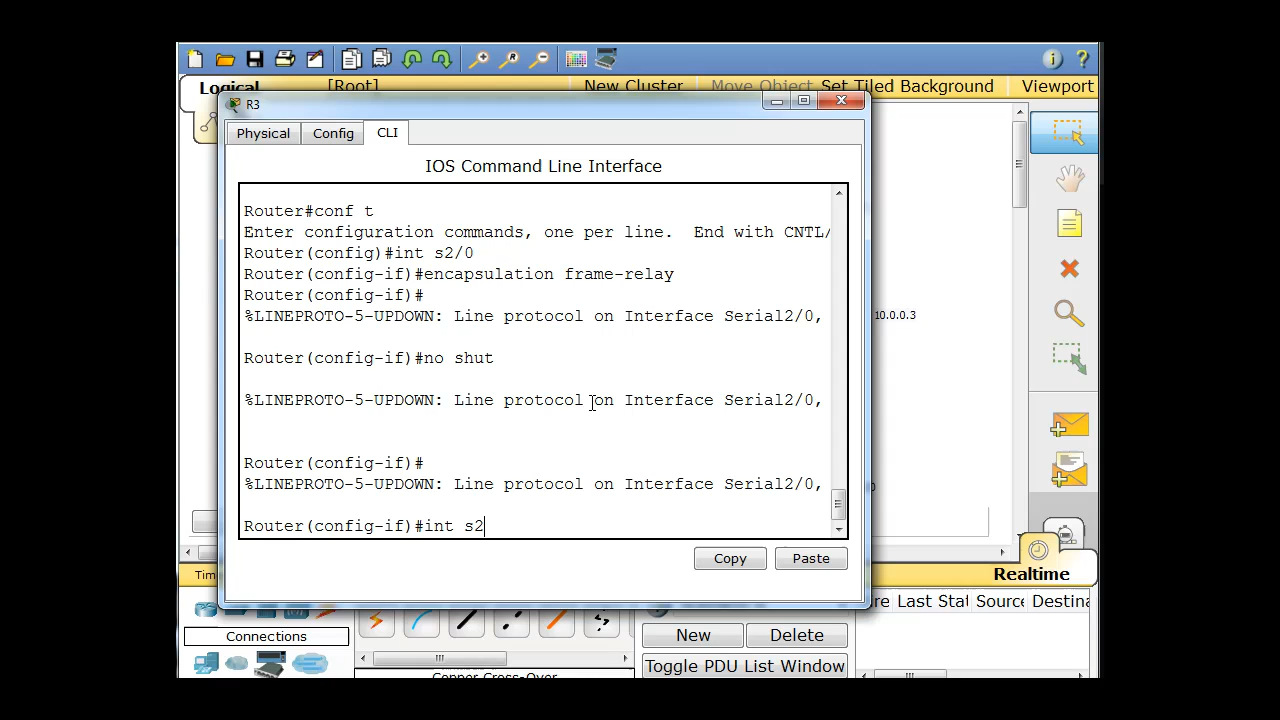 Logical
[Root]
New Cluster
Move Object
Set Tiled Background
Viewport
R3
Physical
Config
CLI
IOS Command Line Interface
Router#conf t
Enter configuration commands, one per line.  End with CNTL/
Router(config)#int s2/0
Router(config-if)#encapsulation frame-relay
Router(config-if)#
%LINEPROTO-5-UPDOWN: Line protocol on Interface Serial2/0,
Router(config-if)#no shut
%LINEPROTO-5-UPDOWN: Line protocol on Interface Serial2/0,
Router(config-if)#
%LINEPROTO-5-UPDOWN: Line protocol on Interface Serial2/0,
Router(config-if)#int s2
Copy
Paste
10.0.0.3
Realtime
Tim
Last Stat
Source
Destina
Connections
New
Delete
Toggle PDU List Window
Copper Cross-Over